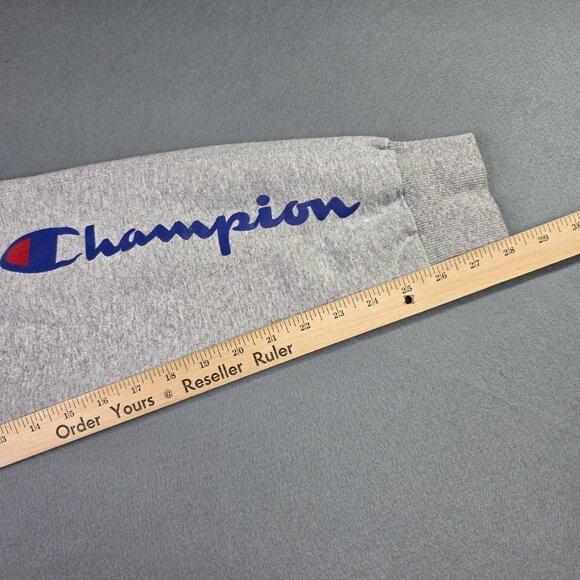 Champion
13 14 15 16 17 18 19 20 21 22 23 24 25 26 27 28 29
Order Yours @ Reseller Ruler